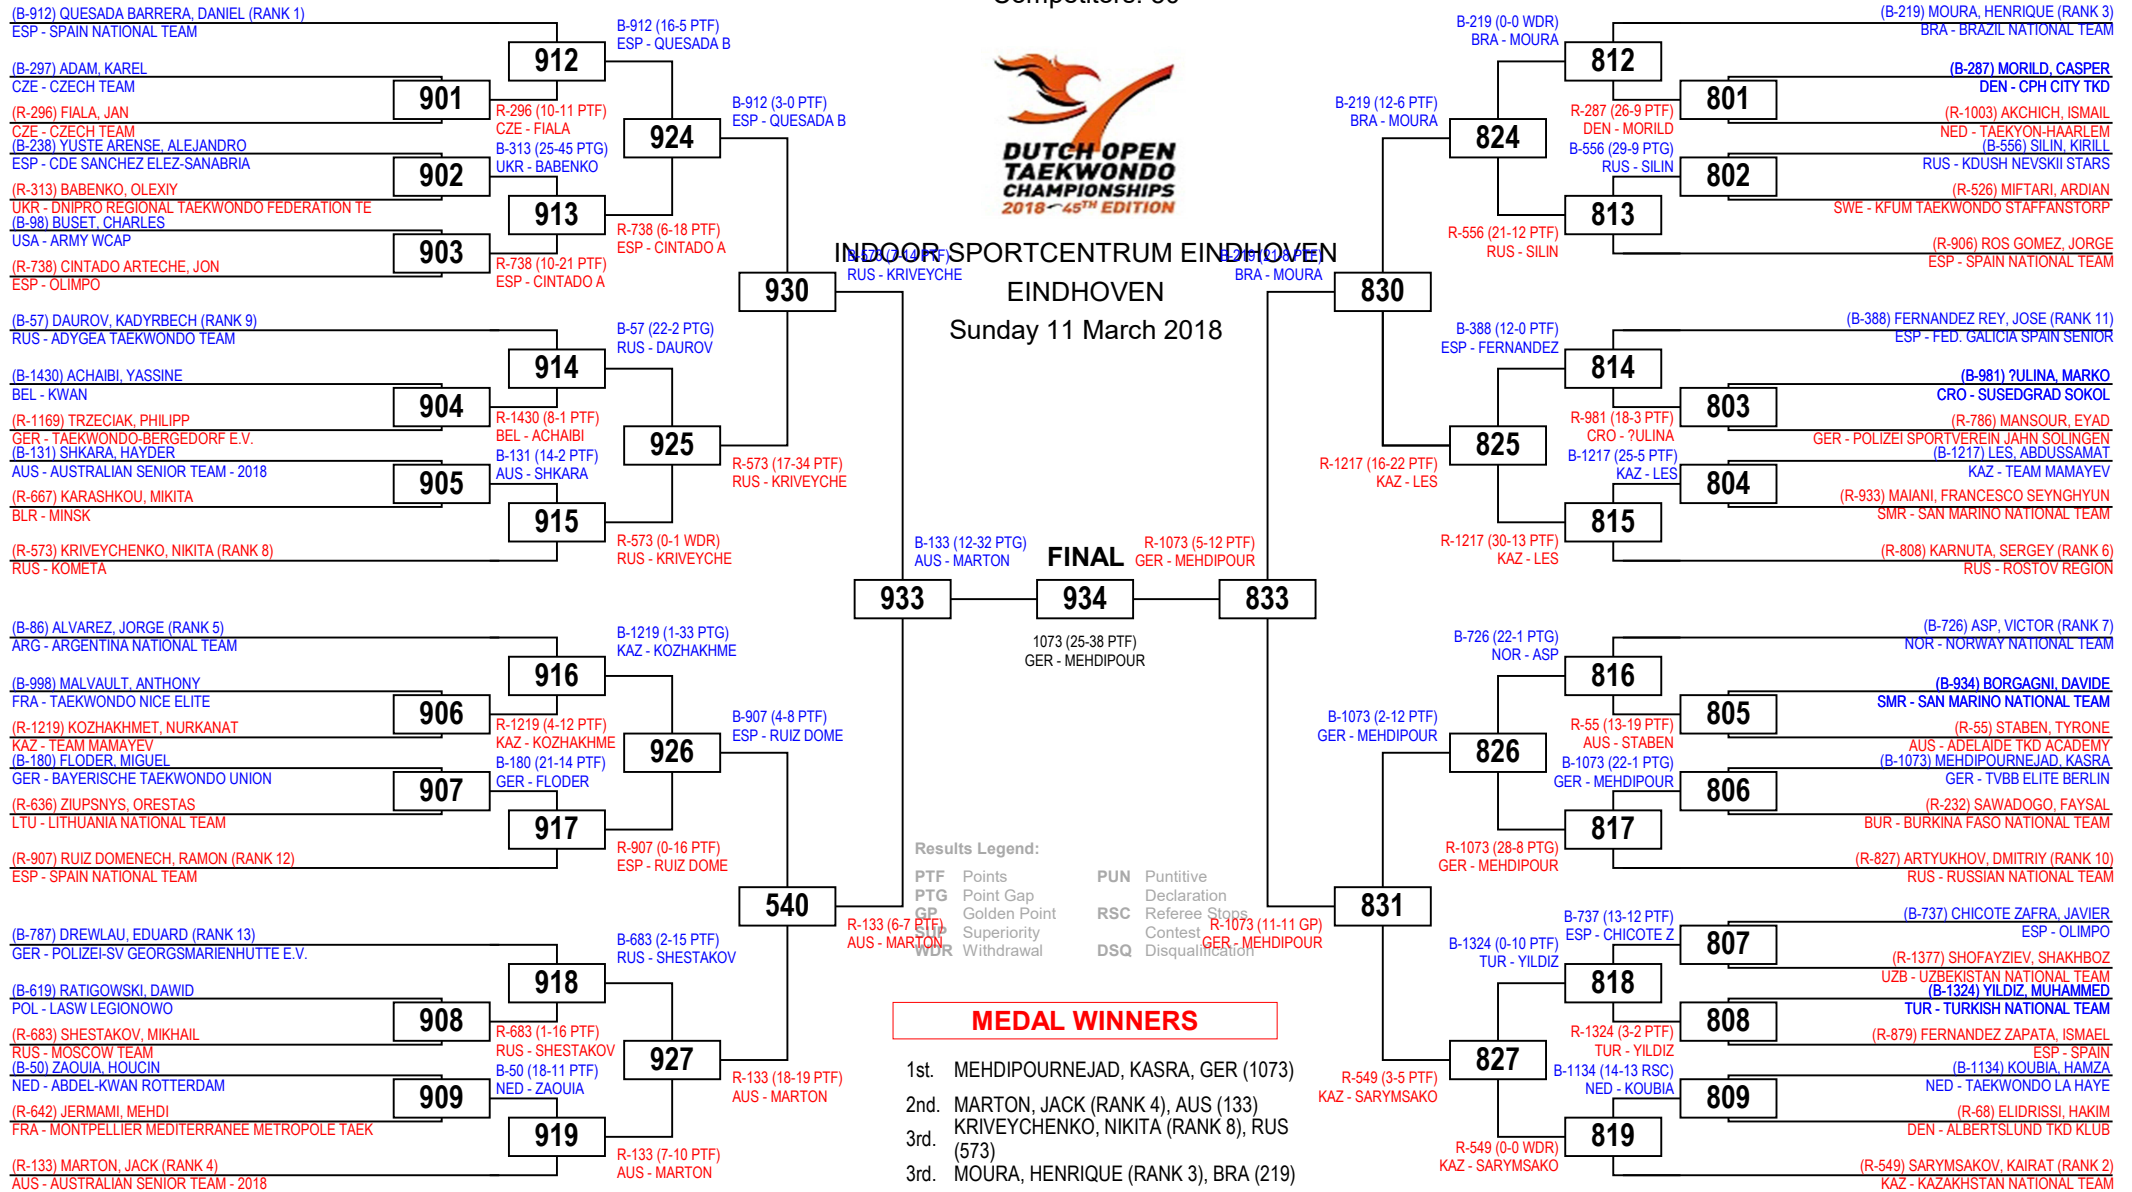 (B-912) QUESADA BARRERA, DANIEL (RANK 1)
ESP - SPAIN NATIONAL TEAM
(B-297) ADAM, KAREL
CZE - CZECH TEAM
(R-296) FIALA, JAN
CZE - CZECH TEAM
(B-238) YUSTE ARENSE, ALEJANDRO
ESP - CDE SANCHEZ ELEZ-SANABRIA
(R-313) BABENKO, OLEXIY
UKR - DNIPRO REGIONAL TAEKWONDO FEDERATION TE
(B-98) BUSET, CHARLES
USA - ARMY WCAP
(R-738) CINTADO ARTECHE, JON
ESP - OLIMPO
(B-57) DAUROV, KADYRBECH (RANK 9)
RUS - ADYGEA TAEKWONDO TEAM
(B-1430) ACHAIBI, YASSINE
BEL - KWAN
(R-1169) TRZECIAK, PHILIPP
GER - TAEKWONDO-BERGEDORF E.V.
(B-131) SHKARA, HAYDER
AUS - AUSTRALIAN SENIOR TEAM - 2018
(R-667) KARASHKOU, MIKITA
BLR - MINSK
(R-573) KRIVEYCHENKO, NIKITA (RANK 8)
RUS - KOMETA
(B-86) ALVAREZ, JORGE (RANK 5)
ARG - ARGENTINA NATIONAL TEAM
(B-998) MALVAULT, ANTHONY
FRA - TAEKWONDO NICE ELITE
(R-1219) KOZHAKHMET, NURKANAT
KAZ - TEAM MAMAYEV
(B-180) FLODER, MIGUEL
GER - BAYERISCHE TAEKWONDO UNION
(R-636) ZIUPSNYS, ORESTAS
LTU - LITHUANIA NATIONAL TEAM
(R-907) RUIZ DOMENECH, RAMON (RANK 12)
ESP - SPAIN NATIONAL TEAM
(B-787) DREWLAU, EDUARD (RANK 13)
GER - POLIZEI-SV GEORGSMARIENHÜTTE E.V.
(B-619) RATIGOWSKI, DAWID
POL - LASW LEGIONOWO
(R-683) SHESTAKOV, MIKHAIL
RUS - MOSCOW TEAM
(B-50) ZAOUIA, HOUCIN
NED - ABDEL-KWAN ROTTERDAM
(R-642) JERMAMI, MEHDI
FRA - MONTPELLIER MEDITERRANEE METROPOLE TAEK
(R-133) MARTON, JACK (RANK 4)
AUS - AUSTRALIAN SENIOR TEAM - 2018
901
902
903
904
905
906
907
908
909
R-296 (10-11 PTF)
CZE - FIALA
B-313 (25-45 PTG)
UKR - BABENKO
R-738 (10-21 PTF)
ESP - CINTADO A
R-1430 (8-1 PTF)
BEL - ACHAIBI
B-131 (14-2 PTF)
AUS - SHKARA
R-1219 (4-12 PTF)
KAZ - KOZHAKHME
B-180 (21-14 PTF)
GER - FLODER
R-683 (1-16 PTF)
RUS - SHESTAKOV
B-50 (18-11 PTF)
NED - ZAOUIA
912
913
914
915
916
917
918
919
B-912 (16-5 PTF)
ESP - QUESADA B
R-738 (6-18 PTF)
ESP - CINTADO A
B-57 (22-2 PTG)
RUS - DAUROV
R-573 (0-1 WDR)
RUS - KRIVEYCHE
B-1219 (1-33 PTG)
KAZ - KOZHAKHME
R-907 (0-16 PTF)
ESP - RUIZ DOME
B-683 (2-15 PTF)
RUS - SHESTAKOV
R-133 (7-10 PTF)
AUS - MARTON
924
925
926
927
B-912 (3-0 PTF)
ESP - QUESADA B
R-573 (17-34 PTF)
RUS - KRIVEYCHE
B-907 (4-8 PTF)
ESP - RUIZ DOME
R-133 (18-19 PTF)
AUS - MARTON
930
540
B-573 (7-14 PTF)
RUS - KRIVEYCHE
R-133 (6-7 PTF)
AUS - MARTON
933
B-133 (12-32 PTG)
AUS - MARTON
DUTCH OPEN
TAEKWONDO
CHAMPIONSHIPS
2018 - 45TH EDITION
INDOOR SPORTCENTRUM EINDHOVEN
EINDHOVEN
Sunday 11 March 2018
FINAL
934
1073 (25-38 PTF)
GER - MEHDIPOUR
Results Legend:
PTF Points
PTG Point Gap
GP Golden Point
SUP Superiority
WDR Withdrawal
PUN Puntitive
Declaration
RSC Referee Stops
Contest
DSQ Disqualification
MEDAL WINNERS
1st. MEHDIPOURNEJAD, KASRA, GER (1073)
2nd. MARTON, JACK (RANK 4), AUS (133)
3rd. KRIVEYCHENKO, NIKITA (RANK 8), RUS
(573)
3rd. MOURA, HENRIQUE (RANK 3), BRA (219)
R-1073 (5-12 PTF)
GER - MEHDIPOUR
833
B-219 (21-8 PTF)
BRA - MOURA
R-1073 (11-11 GP)
GER - MEHDIPOUR
830
831
B-219 (12-6 PTF)
BRA - MOURA
R-1217 (16-22 PTF)
KAZ - LES
B-1073 (2-12 PTF)
GER - MEHDIPOUR
R-549 (3-5 PTF)
KAZ - SARYMSAKO
824
825
826
827
B-219 (0-0 WDR)
BRA - MOURA
R-556 (21-12 PTF)
RUS - SILIN
B-388 (12-0 PTF)
ESP - FERNANDEZ
R-1217 (30-13 PTF)
KAZ - LES
B-726 (22-1 PTG)
NOR - ASP
R-1073 (28-8 PTG)
GER - MEHDIPOUR
B-1324 (0-10 PTF)
TUR - YILDIZ
R-549 (0-0 WDR)
KAZ - SARYMSAKO
812
813
814
815
816
817
818
819
R-287 (26-9 PTF)
DEN - MORILD
B-556 (29-9 PTG)
RUS - SILIN
R-981 (18-3 PTF)
CRO - ?ULINA
B-1217 (25-5 PTF)
KAZ - LES
R-55 (13-19 PTF)
AUS - STABEN
B-1073 (22-1 PTG)
GER - MEHDIPOUR
B-737 (13-12 PTF)
ESP - CHICOTE Z
R-1324 (3-2 PTF)
TUR - YILDIZ
B-1134 (14-13 RSC)
NED - KOUBIA
801
802
803
804
805
806
807
808
809
(B-219) MOURA, HENRIQUE (RANK 3)
BRA - BRAZIL NATIONAL TEAM
(B-287) MORILD, CASPER
DEN - CPH CITY TKD
(R-1003) AKCHICH, ISMAIL
NED - TAEKYON-HAARLEM
(B-556) SILIN, KIRILL
RUS - KDUSH NEVSKII STARS
(R-526) MIFTARI, ARDIAN
SWE - KFUM TAEKWONDO STAFFANSTORP
(R-906) ROS GOMEZ, JORGE
ESP - SPAIN NATIONAL TEAM
(B-388) FERNANDEZ REY, JOSE (RANK 11)
ESP - FED. GALICIA SPAIN SENIOR
(B-981) ?ULINA, MARKO
CRO - SUSEDGRAD SOKOL
(R-786) MANSOUR, EYAD
GER - POLIZEI SPORTVEREIN JAHN SOLINGEN
(B-1217) LES, ABDUSSAMAT
KAZ - TEAM MAMAYEV
(R-933) MAIANI, FRANCESCO SEYNGHYUN
SMR - SAN MARINO NATIONAL TEAM
(R-808) KARNUTA, SERGEY (RANK 6)
RUS - ROSTOV REGION
(B-726) ASP, VICTOR (RANK 7)
NOR - NORWAY NATIONAL TEAM
(B-934) BORGAGNI, DAVIDE
SMR - SAN MARINO NATIONAL TEAM
(R-55) STABEN, TYRONE
AUS - ADELAIDE TKD ACADEMY
(B-1073) MEHDIPOURNEJAD, KASRA
GER - TVBB ELITE BERLIN
(R-232) SAWADOGO, FAYSAL
BUR - BURKINA FASO NATIONAL TEAM
(R-827) ARTYUKHOV, DMITRIY (RANK 10)
RUS - RUSSIAN NATIONAL TEAM
(B-737) CHICOTE ZAFRA, JAVIER
ESP - OLIMPO
(R-1377) SHOFAYZIEV, SHAKHBOZ
UZB - UZBEKISTAN NATIONAL TEAM
(B-1324) YILDIZ, MUHAMMED
TUR - TURKISH NATIONAL TEAM
(R-879) FERNANDEZ ZAPATA, ISMAEL
ESP - SPAIN
(B-1134) KOUBIA, HAMZA
NED - TAEKWONDO LA HAYE
(R-68) ELIDRISSI, HAKIM
DEN - ALBERTSLUND TKD KLUB
(R-549) SARYMSAKOV, KAIRAT (RANK 2)
KAZ - KAZAKHSTAN NATIONAL TEAM